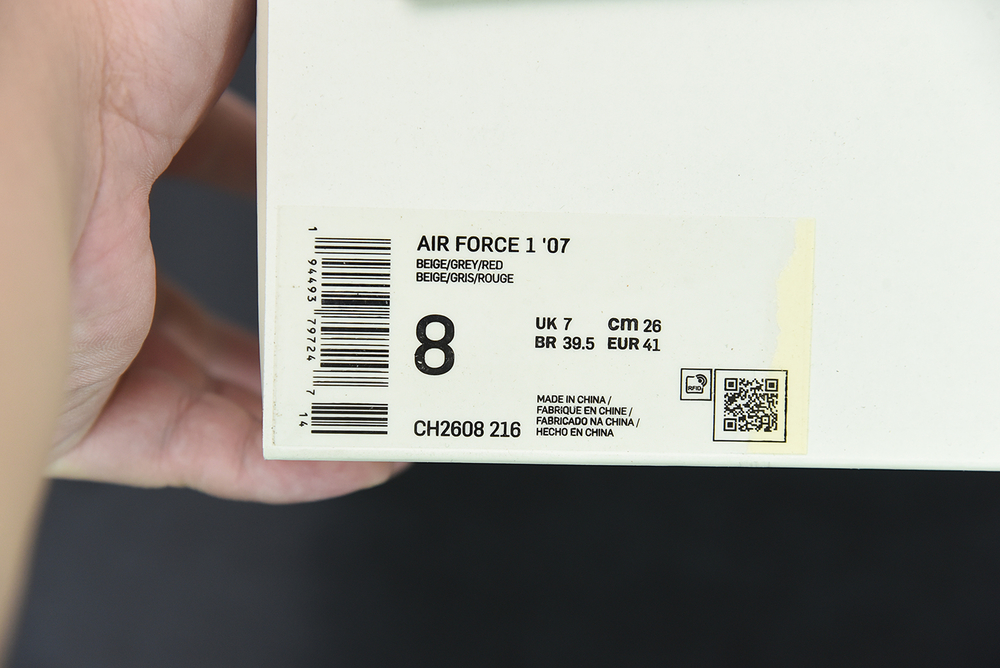 AIR FORCE 1 '07
BEIGE/GREY/RED
BEIGE/GRIS/ROUGE
8
UK 7 cm 26
BR 39.5 EUR 41
CH2608 216
MADE IN CHINA /
FABRIQUE EN CHINE /
FABRICADO NA CHINA /
HECHO EN CHINA
RFID
1 94493 79724 7 14